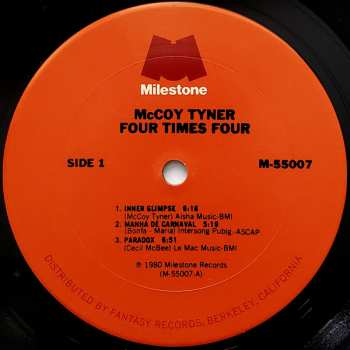 Milestone
McCOY TYNER
FOUR TIMES FOUR
SIDE 1
M-55007
1. INNER GLIMPSE 6:16
(McCoy Tyner) Aisha Music-BMI
2. MANHA DE CARNAVAL 5:19
(Bonfa - Maria) Intersong Pubig.-ASCAP
3. PARADOX 6:51
(Cecil McBee) Le Mac Music-BMI
℗ 1980 Milestone Records
(M-55007-A)
DISTRIBUTED BY FANTASY RECORDS, BERKELEY, CALIFORNIA